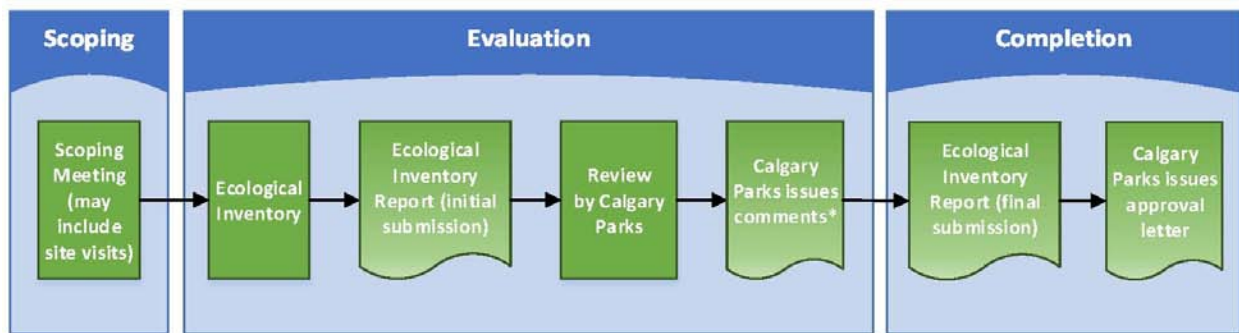 Scoping
Evaluation
Completion
Scoping
Meeting
(may
include
site visits)
Ecological
Inventory
Ecological
Inventory
Report (initial
submission)
Review
by Calgary
Parks
Calgary
Parks issues
comments*
Ecological
Inventory
Report (final
submission)
Calgary
Parks issues
approval
letter